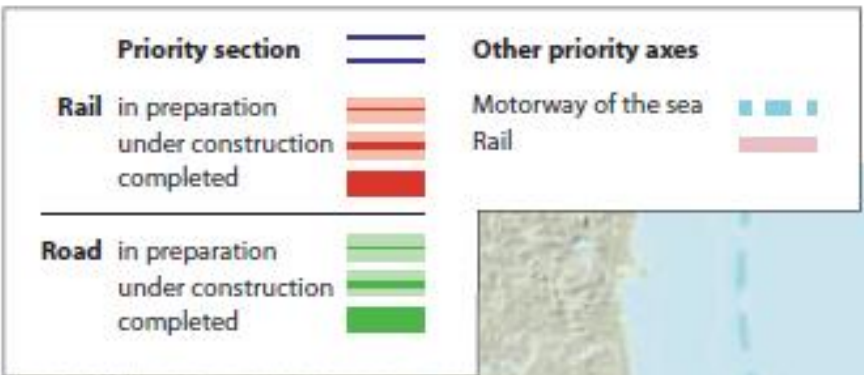 Priority section
Rail in preparation
under construction
completed
Road in preparation
under construction
completed
Other priority axes
Motorway of the sea
Rail